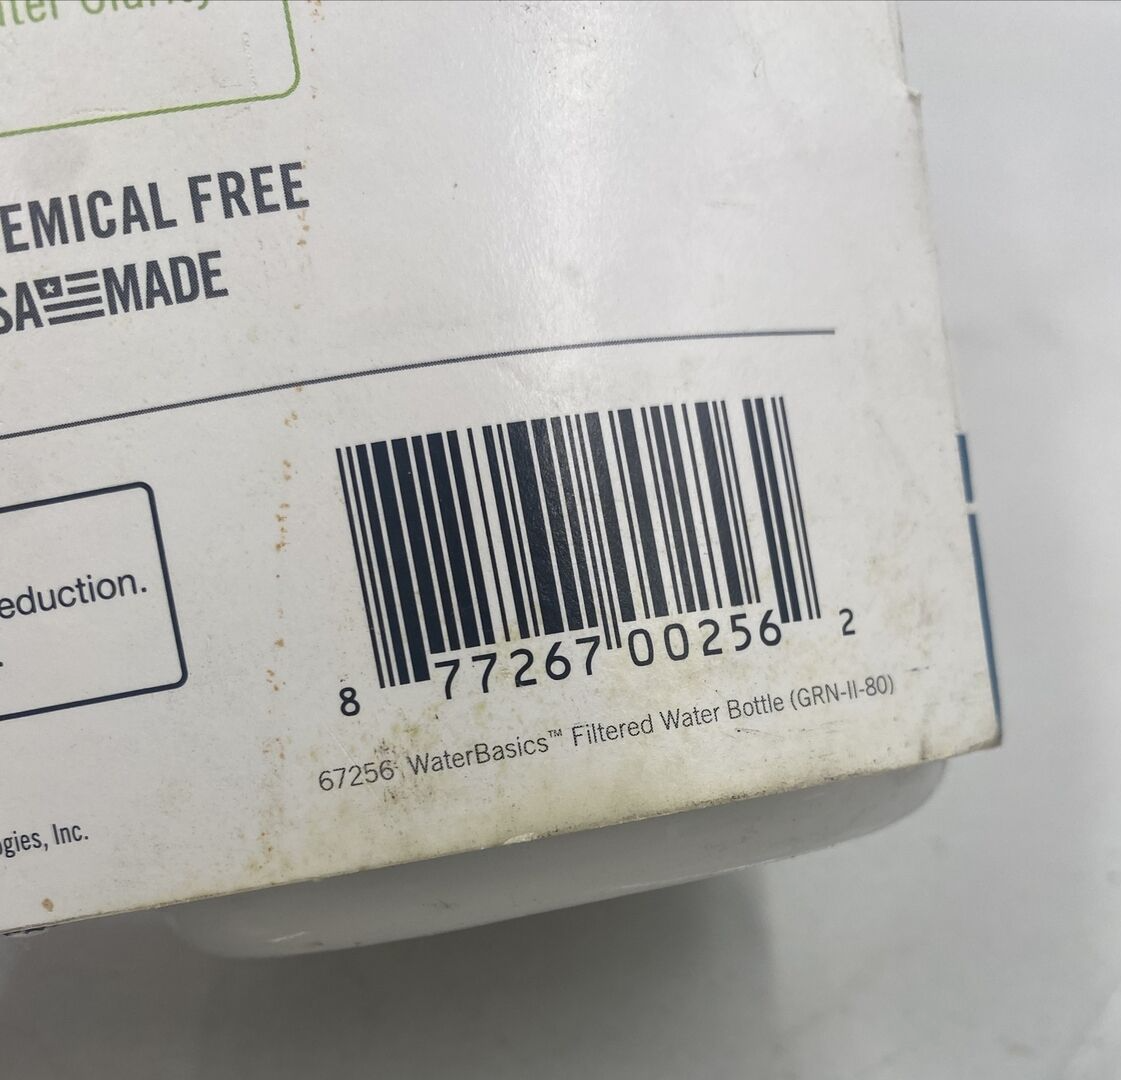 EMICAL FREE
SA MADE
eduction.
8 77267 00256 2
67256 WaterBasics™ Filtered Water Bottle (GRN-II-80)
gies, Inc.